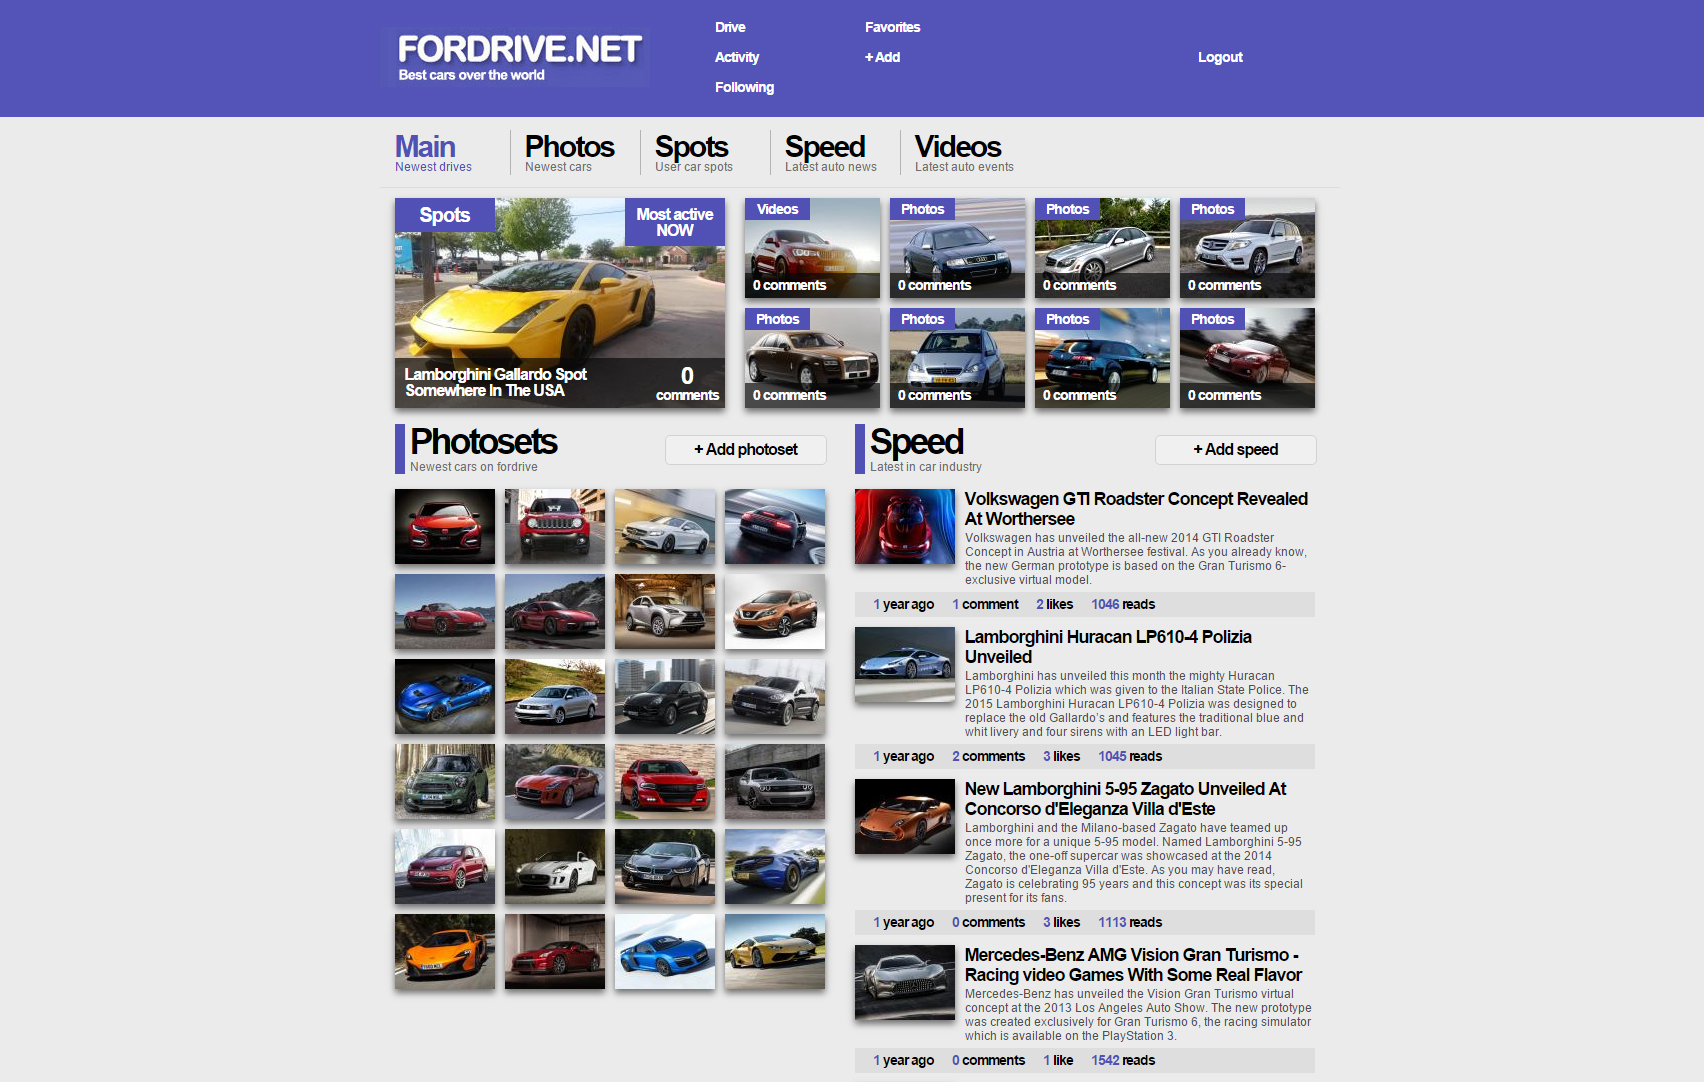 FORDRIVE.NET
Best cars over the world
Drive
Activity
Following
Favorites
+ Add
Logout
Main
Newest drives
Photos
Newest cars
Spots
User car spots
Speed
Latest auto news
Videos
Latest auto events
Spots
Most active
NOW
Lamborghini Gallardo Spot
Somewhere In The USA
0
comments
Videos
0 comments
Photos
0 comments
Photos
0 comments
Photos
0 comments
Photos
0 comments
Photos
0 comments
Photos
0 comments
Photos
0 comments
Photosets
Newest cars on fordrive
+ Add photoset
Speed
Latest in car industry
+ Add speed
Volkswagen GTI Roadster Concept Revealed
At Worthersee
Volkswagen has unveiled the all-new 2014 GTI Roadster
Concept in Austria at Worthersee festival. As you already know,
the new German prototype is based on the Gran Turismo 6-
exclusive virtual model.
1 year ago 1 comment 2 likes 1046 reads
Lamborghini Huracan LP610-4 Polizia
Unveiled
Lamborghini has unveiled this month the mighty Huracan
LP610-4 Polizia which was given to the Italian State Police. The
2015 Lamborghini Huracan LP610-4 Polizia was designed to
replace the old Gallardo's and features the traditional blue and
whit livery and four sirens with an LED light bar.
1 year ago 2 comments 3 likes 1045 reads
New Lamborghini 5-95 Zagato Unveiled At
Concorso d'Eleganza Villa d'Este
Lamborghini and the Milano-based Zagato have teamed up
once more for a unique 5-95 model. Named Lamborghini 5-95
Zagato, the one-off supercar was showcased at the 2014
Concorso d'Eleganza Villa d'Este. As you may have read,
Zagato is celebrating 95 years and this concept was its special
present for its fans.
1 year ago 0 comments 3 likes 1113 reads
Mercedes-Benz AMG Vision Gran Turismo -
Racing video Games With Some Real Flavor
Mercedes-Benz has unveiled the Vision Gran Turismo virtual
concept at the 2013 Los Angeles Auto Show. The new prototype
was created exclusively for Gran Turismo 6, the racing simulator
which is available on the PlayStation 3.
1 year ago 0 comments 1 like 1542 reads